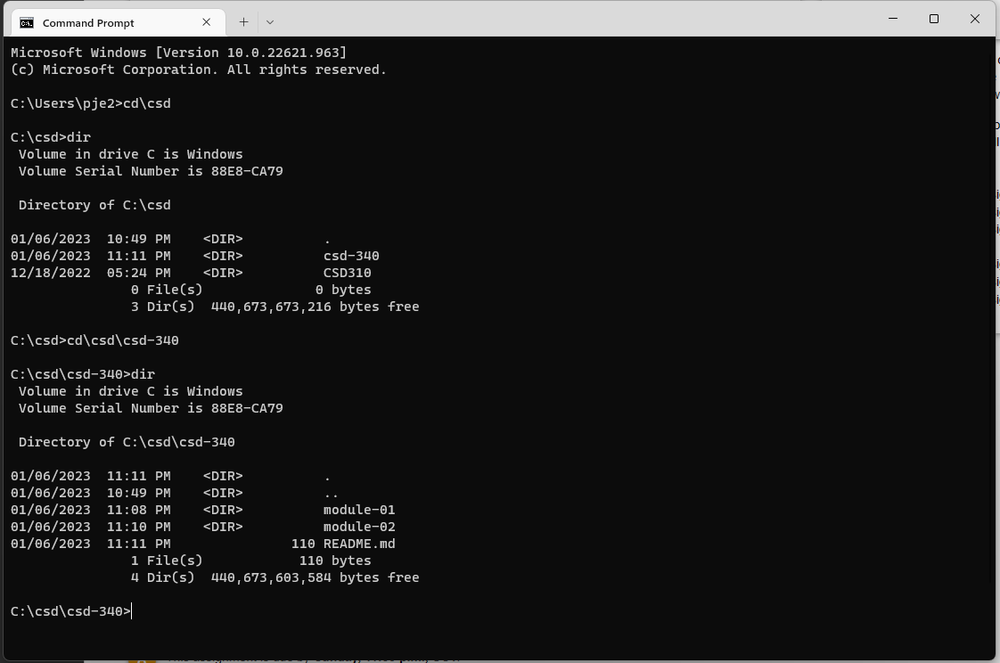 Command Prompt
Microsoft Windows [Version 10.0.22621.963]
(c) Microsoft Corporation. All rights reserved.
C:\Users\pje2>cd\csd
C:\csd>dir
 Volume in drive C is Windows
 Volume Serial Number is 88E8-CA79
 Directory of C:\csd
01/06/2023  10:49 PM    <DIR>          .
01/06/2023  11:11 PM    <DIR>          csd-340
12/18/2022  05:24 PM    <DIR>          CSD310
               0 File(s)              0 bytes
               3 Dir(s)  440,673,673,216 bytes free
C:\csd>cd\csd\csd-340
C:\csd\csd-340>dir
 Volume in drive C is Windows
 Volume Serial Number is 88E8-CA79
 Directory of C:\csd\csd-340
01/06/2023  11:11 PM    <DIR>          .
01/06/2023  10:49 PM    <DIR>          ..
01/06/2023  11:08 PM    <DIR>          module-01
01/06/2023  11:10 PM    <DIR>          module-02
01/06/2023  11:11 PM               110 README.md
               1 File(s)            110 bytes
               4 Dir(s)  440,673,603,584 bytes free
C:\csd\csd-340>